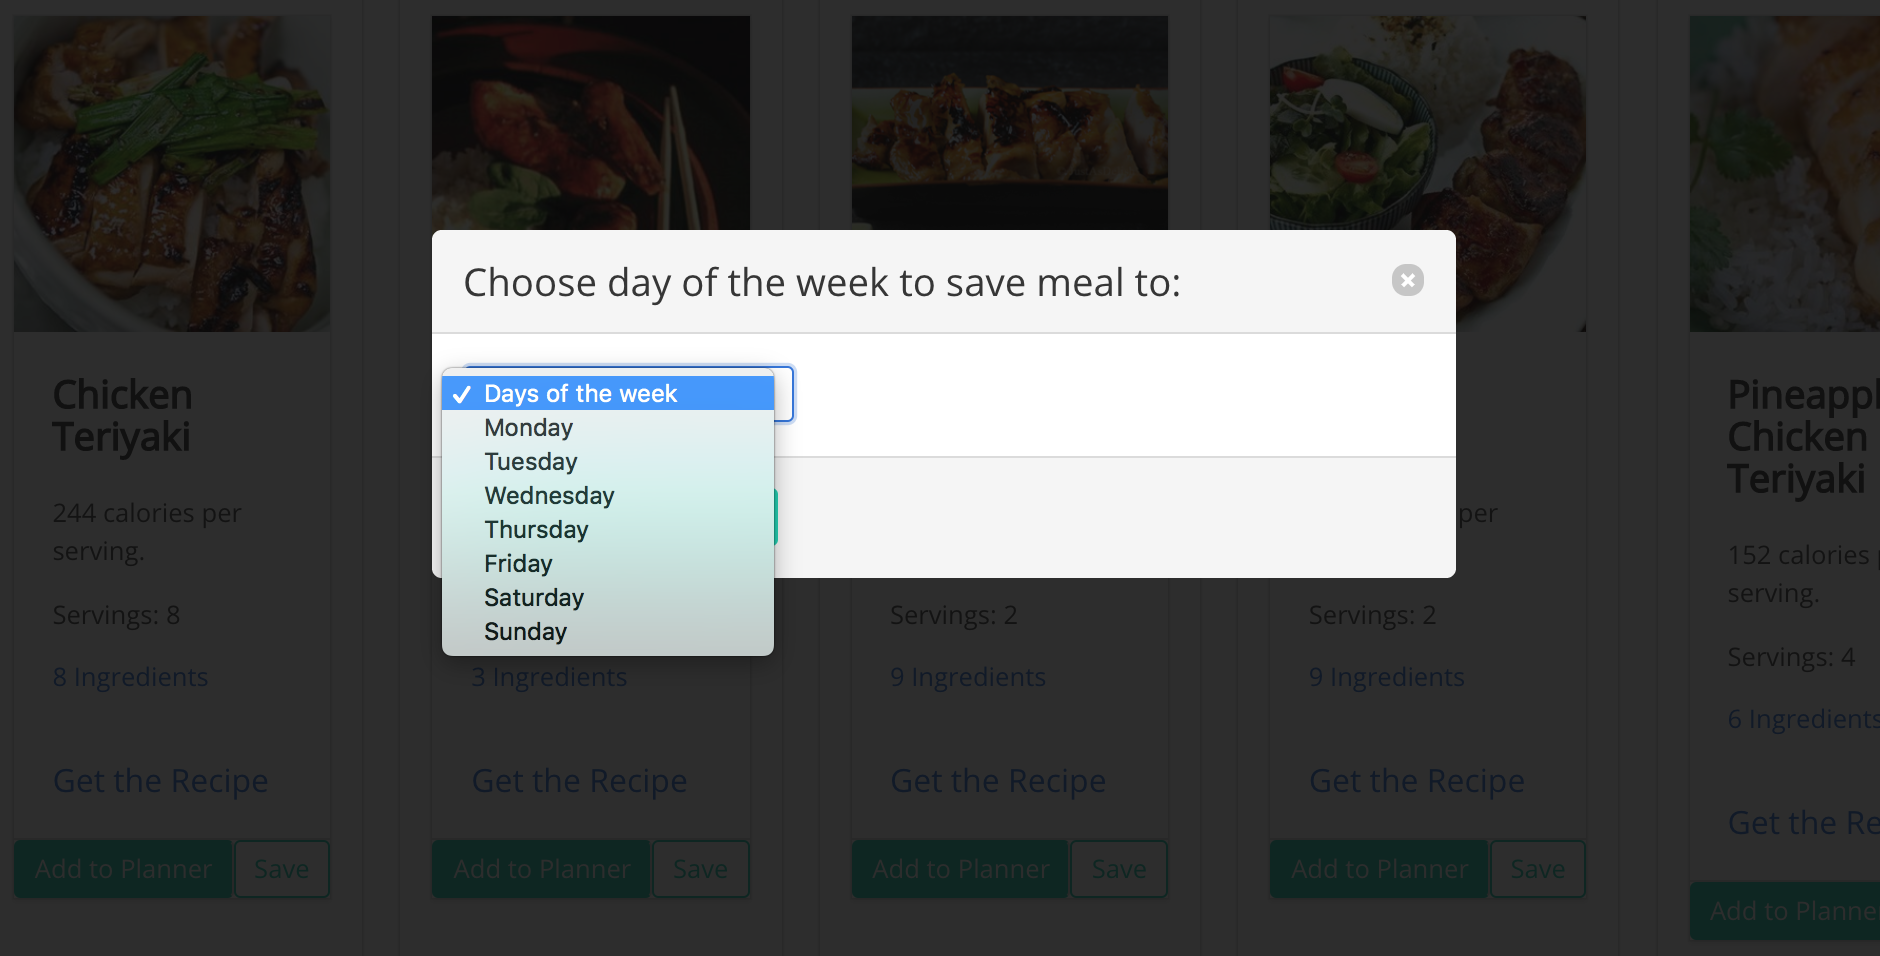 Choose day of the week to save meal to:
Days of the week
Monday
Tuesday
Wednesday
Thursday
Friday
Saturday
Sunday
Chicken
Teriyaki
244 calories per
serving.
Servings: 8
8 Ingredients
Get the Recipe
Add to Planner
Save
3 Ingredients
Get the Recipe
Add to Planner
Save
Servings: 2
9 Ingredients
Get the Recipe
Add to Planner
Save
per
Servings: 2
9 Ingredients
Get the Recipe
Add to Planner
Save
Chicken
Teriyaki
152 calories
serving.
Servings: 4
6 Ingredients
Get the
Add to